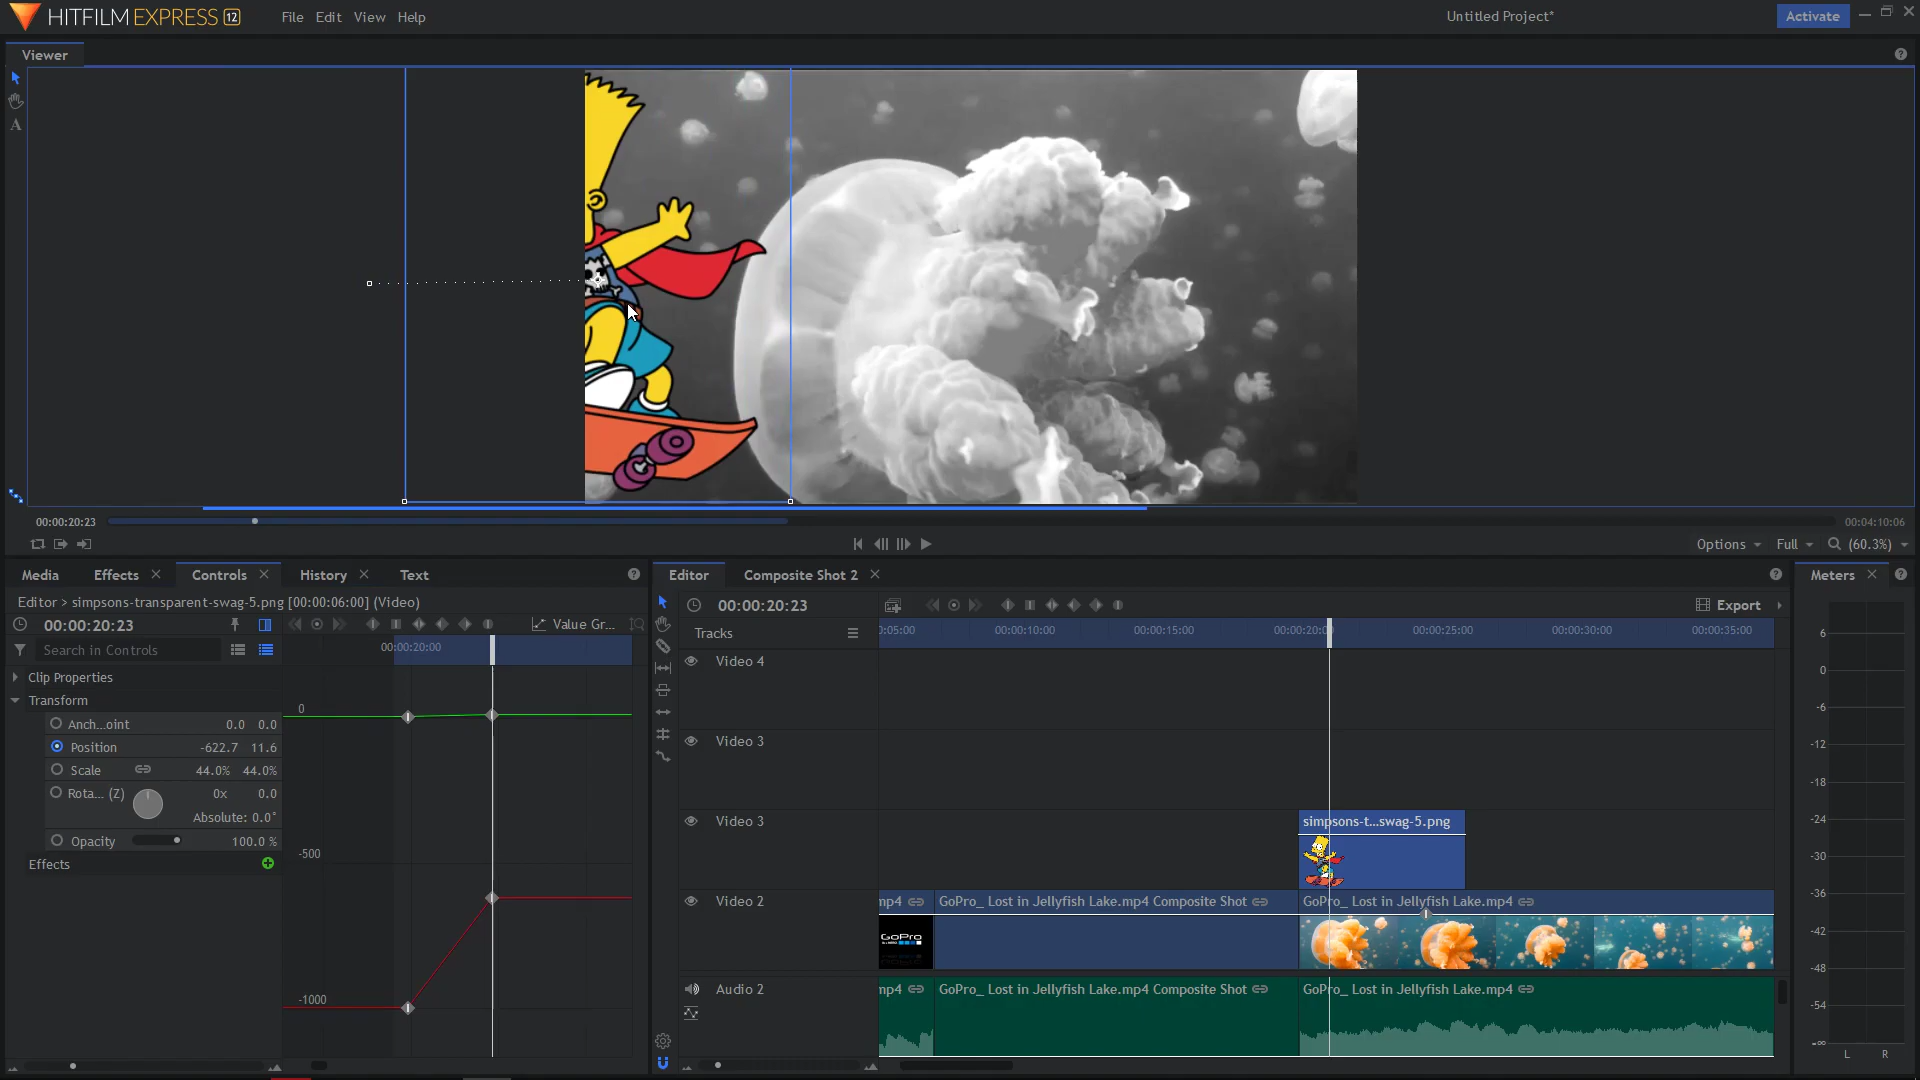 HITFILM EXPRESS 12 File Edit View Help Untitled Project* Activate
Viewer
A
00:00:20:23 00:04:10:06
Options Full (60.3%)
Media Effects Controls History Text
Editor > simpsons-transparent-swag-5.png [00:00:06:00] (Video)
00:00:20:23 Value Gr...
Search in Controls 00:00:20:00
Clip Properties
Transform
Anch...oint 0.0 0.0
Position -622.7 11.6
Scale 44.0% 44.0%
Rota... (Z) 0x 0.0
Absolute: 0.0°
Opacity 100.0 %
Effects
0
-500
-1000
Editor Composite Shot 2
00:00:20:23 Export
Tracks 0:05:00 00:00:10:00 00:00:15:00 00:00:20:00 00:00:25:00 00:00:30:00 00:00:35:00
Video 4
Video 3
Video 3 simpsons-t...swag-5.png
Video 2 mp4 GoPro_ Lost in Jellyfish Lake.mp4 Composite Shot GoPro_ Lost in Jellyfish Lake.mp4
GoPro
Audio 2 mp4 GoPro_ Lost in Jellyfish Lake.mp4 Composite Shot GoPro_ Lost in Jellyfish Lake.mp4
Meters
6
0
-6
-12
-18
-24
-30
-36
-42
-48
-54
-∞
L R